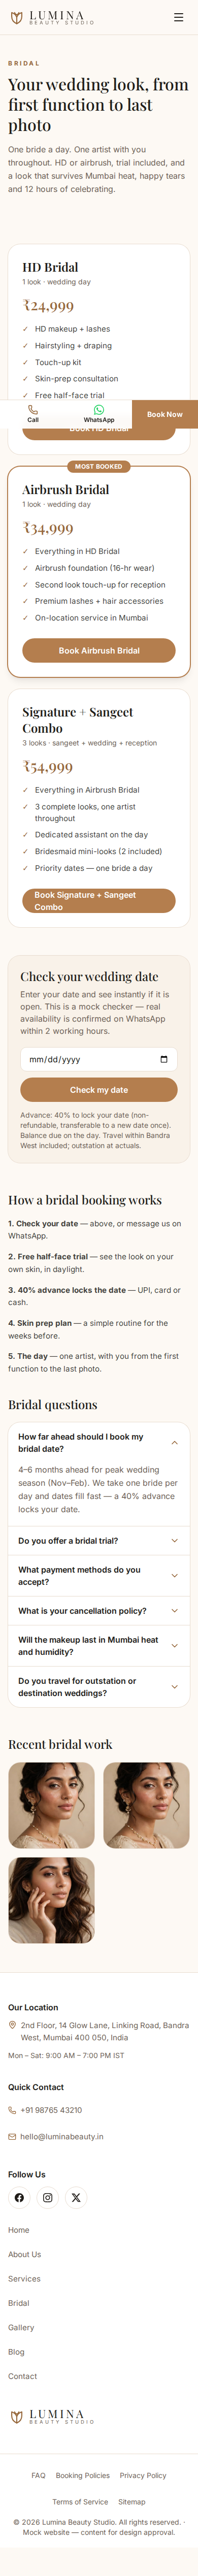 LUMINA
BEAUTY STUDIO
BRIDAL
Your wedding look, from
first function to last
photo
One bride a day. One artist with you
throughout. HD or airbrush, trial included, and
a look that survives Mumbai heat, happy tears
and 12 hours of celebrating.
HD Bridal
1 look · wedding day
₹24,999
✓ HD makeup + lashes
✓ Hairstyling + draping
✓ Touch-up kit
✓ Skin-prep consultation
✓ Free half-face trial
Call
WhatsApp
Book Now
Book HD Bridal
MOST BOOKED
Airbrush Bridal
1 look · wedding day
₹34,999
✓ Everything in HD Bridal
✓ Airbrush foundation (16-hr wear)
✓ Second look touch-up for reception
✓ Premium lashes + hair accessories
✓ On-location service in Mumbai
Book Airbrush Bridal
Signature + Sangeet
Combo
3 looks · sangeet + wedding + reception
₹54,999
✓ Everything in Airbrush Bridal
✓ 3 complete looks, one artist
throughout
✓ Dedicated assistant on the day
✓ Bridesmaid mini-looks (2 included)
✓ Priority dates — one bride a day
Book Signature + Sangeet
Combo
Check your wedding date
Enter your date and see instantly if it is
open. This is a mock checker — real
availability is confirmed on WhatsApp
within 2 working hours.
mm/dd/yyyy
Check my date
Advance: 40% to lock your date (non-
refundable, transferable to a new date once).
Balance due on the day. Travel within Bandra
West included; outstation at actuals.
How a bridal booking works
1. Check your date — above, or message us on
WhatsApp.
2. Free half-face trial — see the look on your
own skin, in daylight.
3. 40% advance locks the date — UPI, card or
cash.
4. Skin prep plan — a simple routine for the
weeks before.
5. The day — one artist, with you from the first
function to the last photo.
Bridal questions
How far ahead should I book my
bridal date?
4–6 months ahead for peak wedding
season (Nov–Feb). We take one bride per
day and dates fill fast — a 40% advance
locks your date.
Do you offer a bridal trial?
What payment methods do you
accept?
What is your cancellation policy?
Will the makeup last in Mumbai heat
and humidity?
Do you travel for outstation or
destination weddings?
Recent bridal work
Our Location
2nd Floor, 14 Glow Lane, Linking Road, Bandra
West, Mumbai 400 050, India
Mon – Sat: 9:00 AM – 7:00 PM IST
Quick Contact
+91 98765 43210
hello@luminabeauty.in
Follow Us
Home
About Us
Services
Bridal
Gallery
Blog
Contact
LUMINA
BEAUTY STUDIO
FAQ Booking Policies Privacy Policy
Terms of Service Sitemap
© 2026 Lumina Beauty Studio. All rights reserved. ·
Mock website — content for design approval.